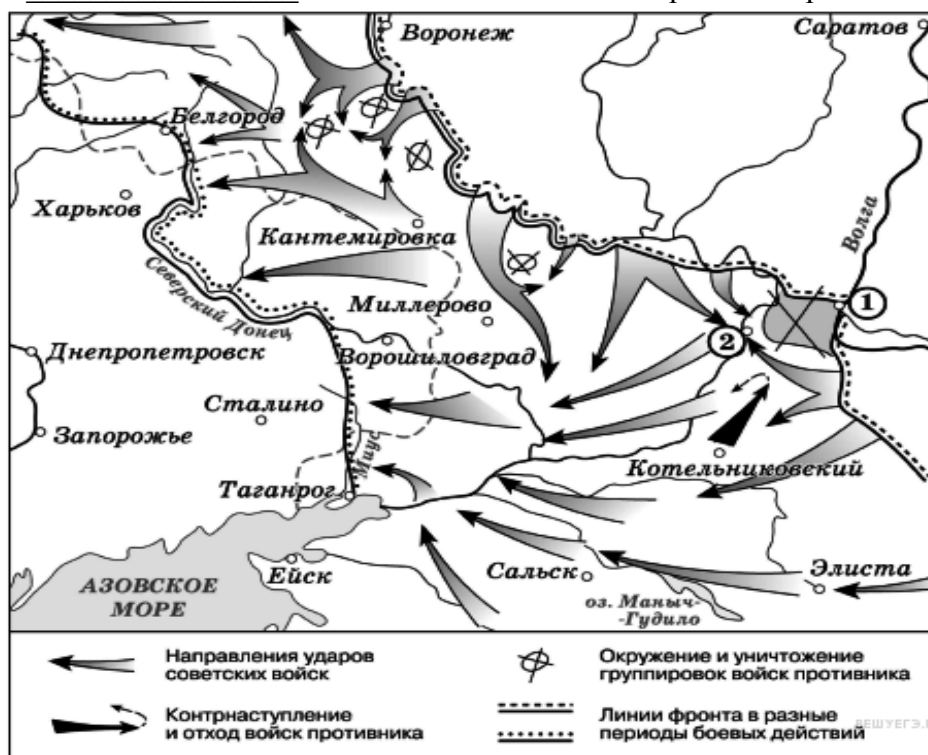 Воронеж
Саратов
Белгород
Волга
Харьков
Кантемировка
Северский Донец
Миллерово
1
2
Днепропетровск
Ворошиловград
Сталино
Запорожье
Миус
Котельниковский
Таганрог
АЗОВСКОЕ
МОРЕ
Ейск
Сальск
Элиста
оз. Маныч-
Гудило
Направления ударов
советских войск
Окружение и уничтожение
группировок войск противника
Контрнаступление
и отход войск противника
Линии фронта в разные
периоды боевых действий